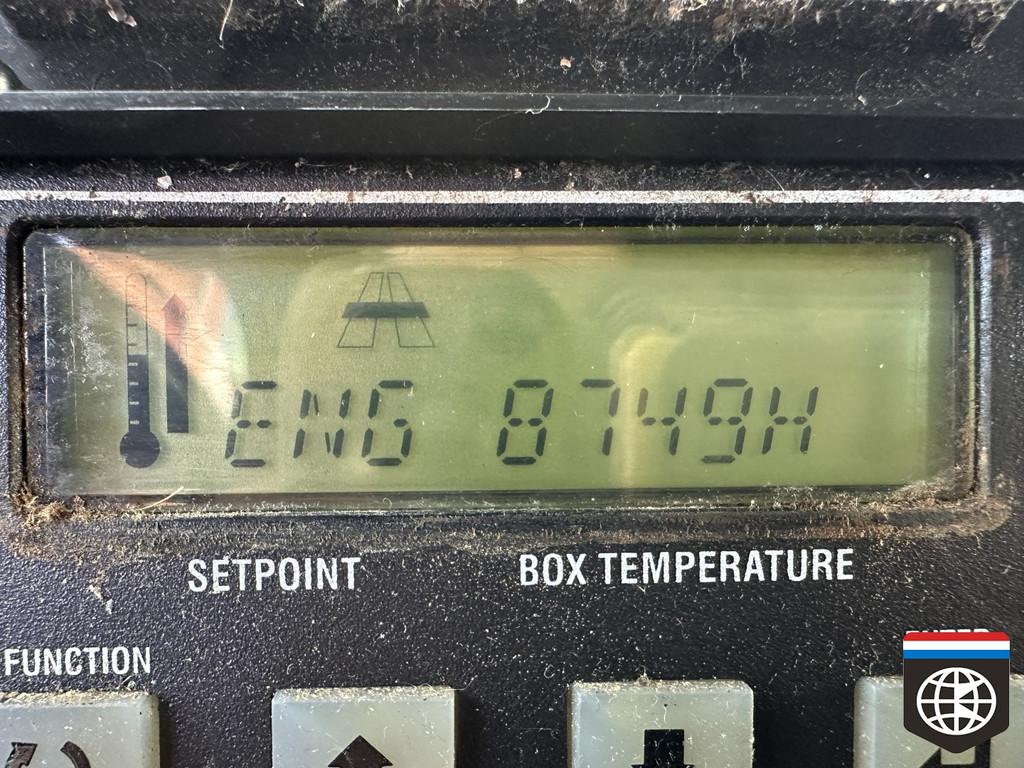 ENG 8749H
SETPOINT BOX TEMPERATURE
FUNCTION